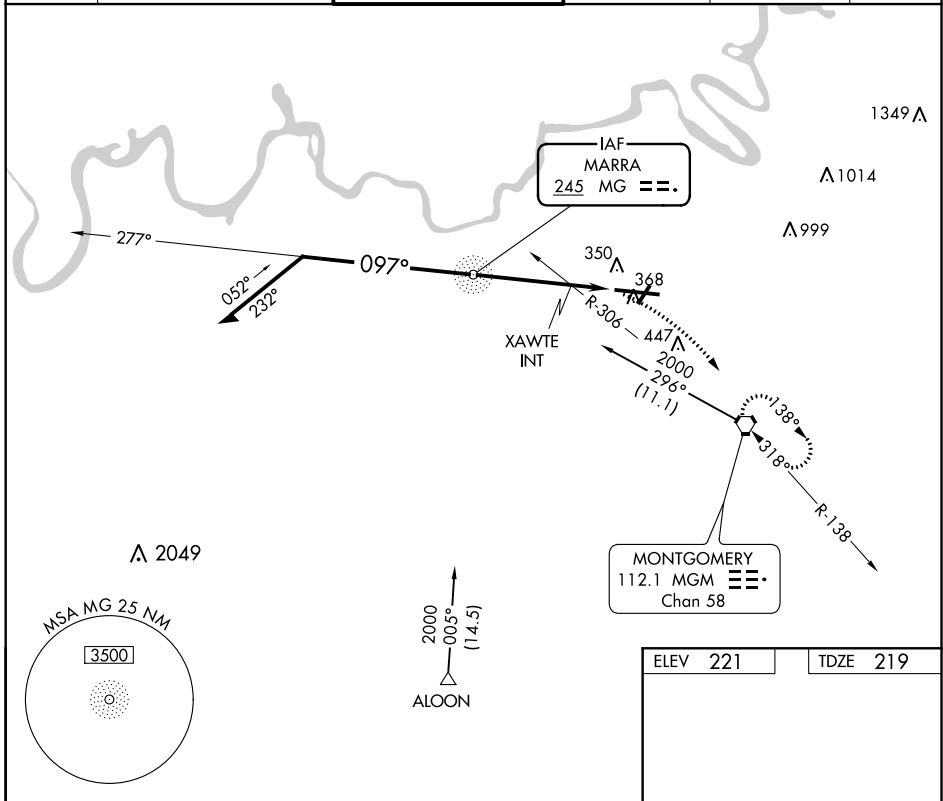 1349
IAF
MARRA
245 MG
1014
999
277°
097°
350
368
052°
232°
R-306
XAWTE
INT
447
2000
296°
(11.1)
138°
318°
R-138
2049
MONTGOMERY
112.1 MGM
Chan 58
MSA MG 25 NM
3500
2000
005°
(14.5)
ALOON
ELEV 221
TDZE 219